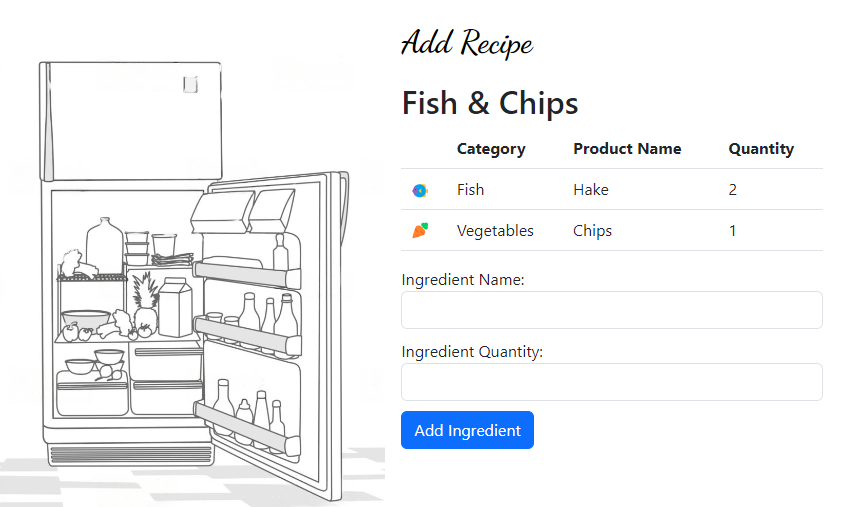 Add Recipe
Fish & Chips
Category Product Name Quantity
Fish Hake 2
Vegetables Chips 1
Ingredient Name:
Ingredient Quantity:
Add Ingredient